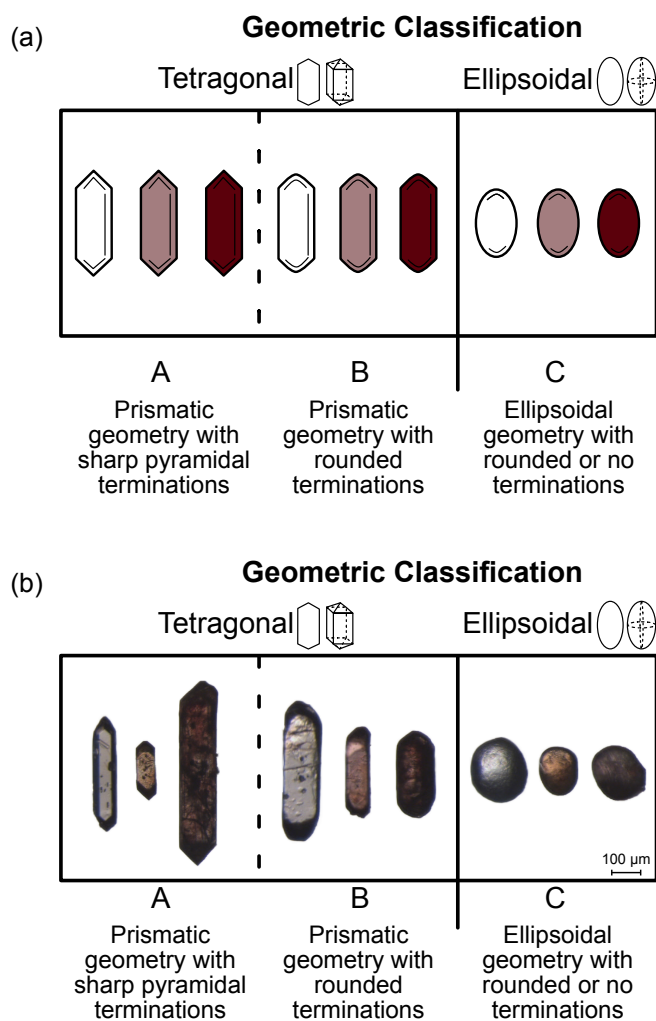 (a)
Geometric Classification
Tetragonal
Ellipsoidal
A
Prismatic
geometry with
sharp pyramidal
terminations
B
Prismatic
geometry with
rounded
terminations
C
Ellipsoidal
geometry with
rounded or no
terminations
(b)
Geometric Classification
Tetragonal
Ellipsoidal
100 µm
A
Prismatic
geometry with
sharp pyramidal
terminations
B
Prismatic
geometry with
rounded
terminations
C
Ellipsoidal
geometry with
rounded or no
terminations